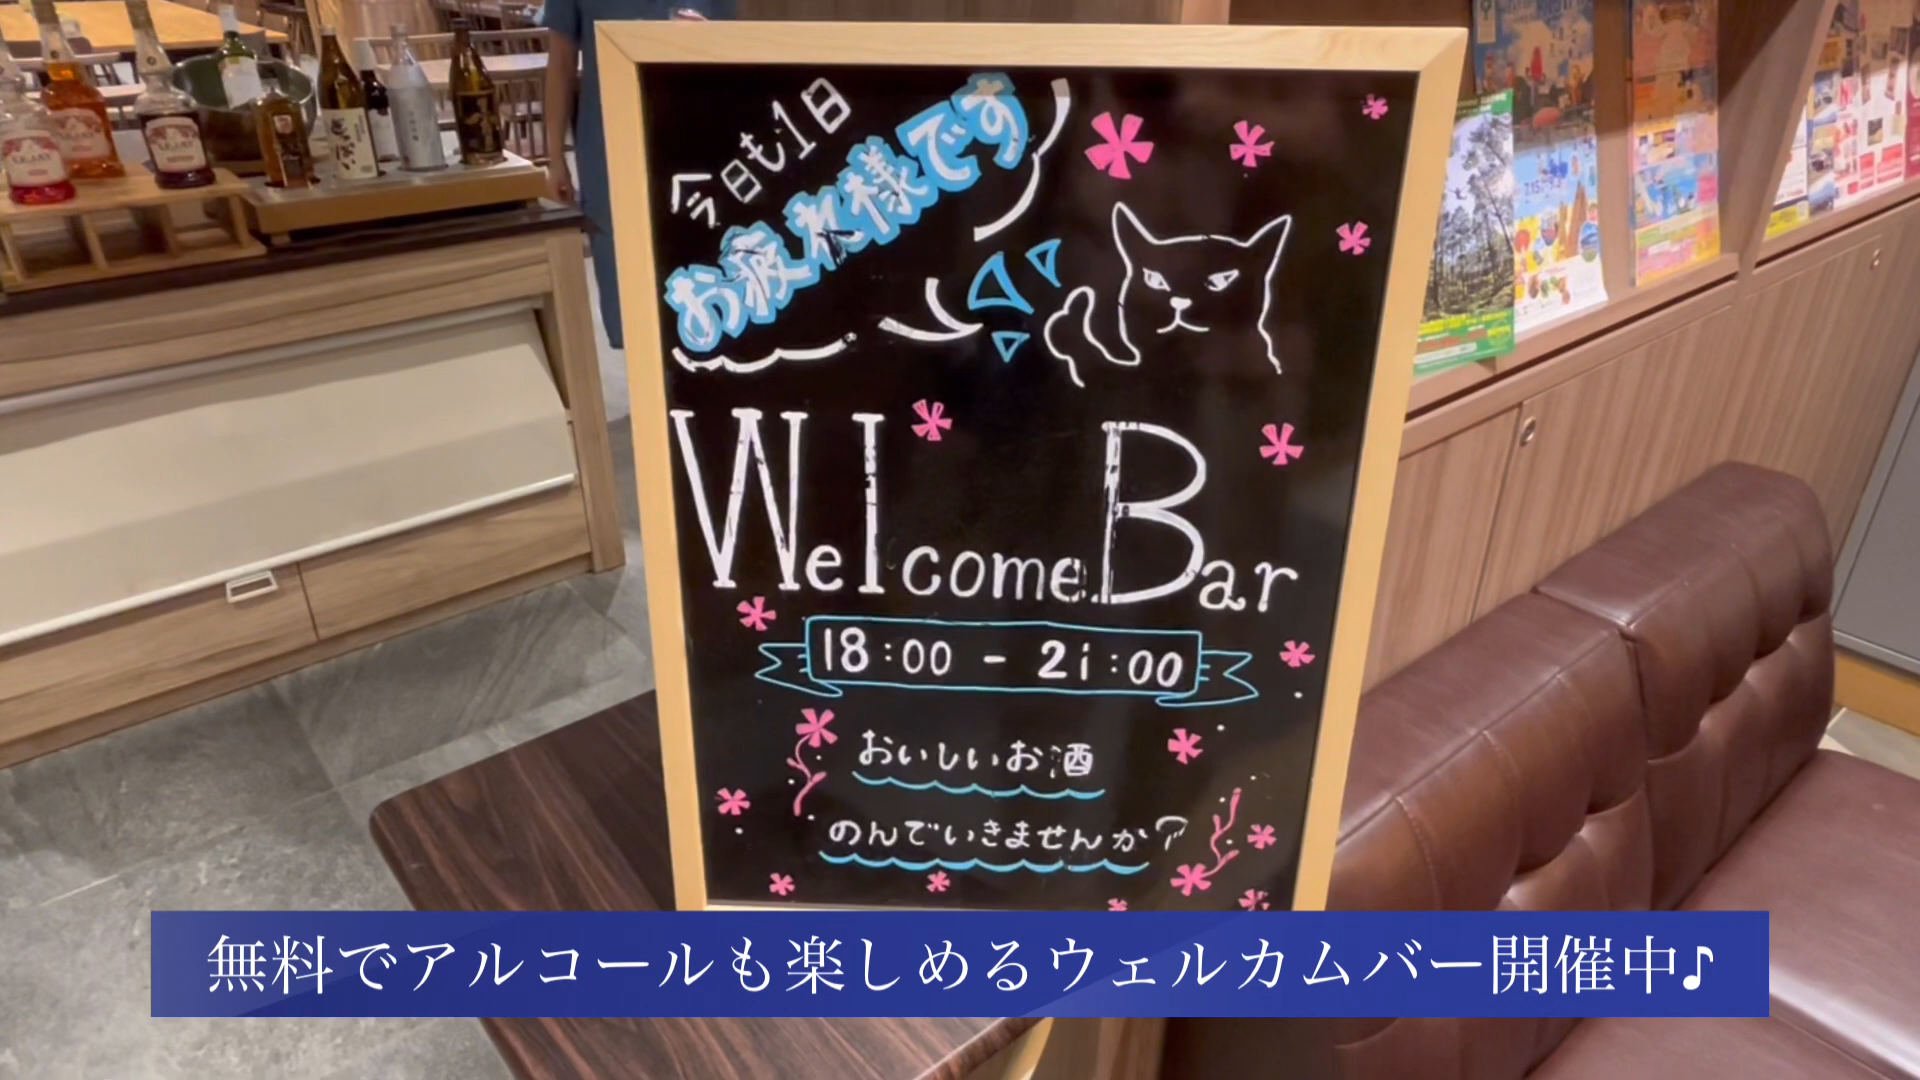 今日も1日
お疲れ様です
Welcome Bar
18:00 - 21:00
おいしいお酒
のんでいきませんか?
無料でアルコールも楽しめるウェルカムバー開催中♪